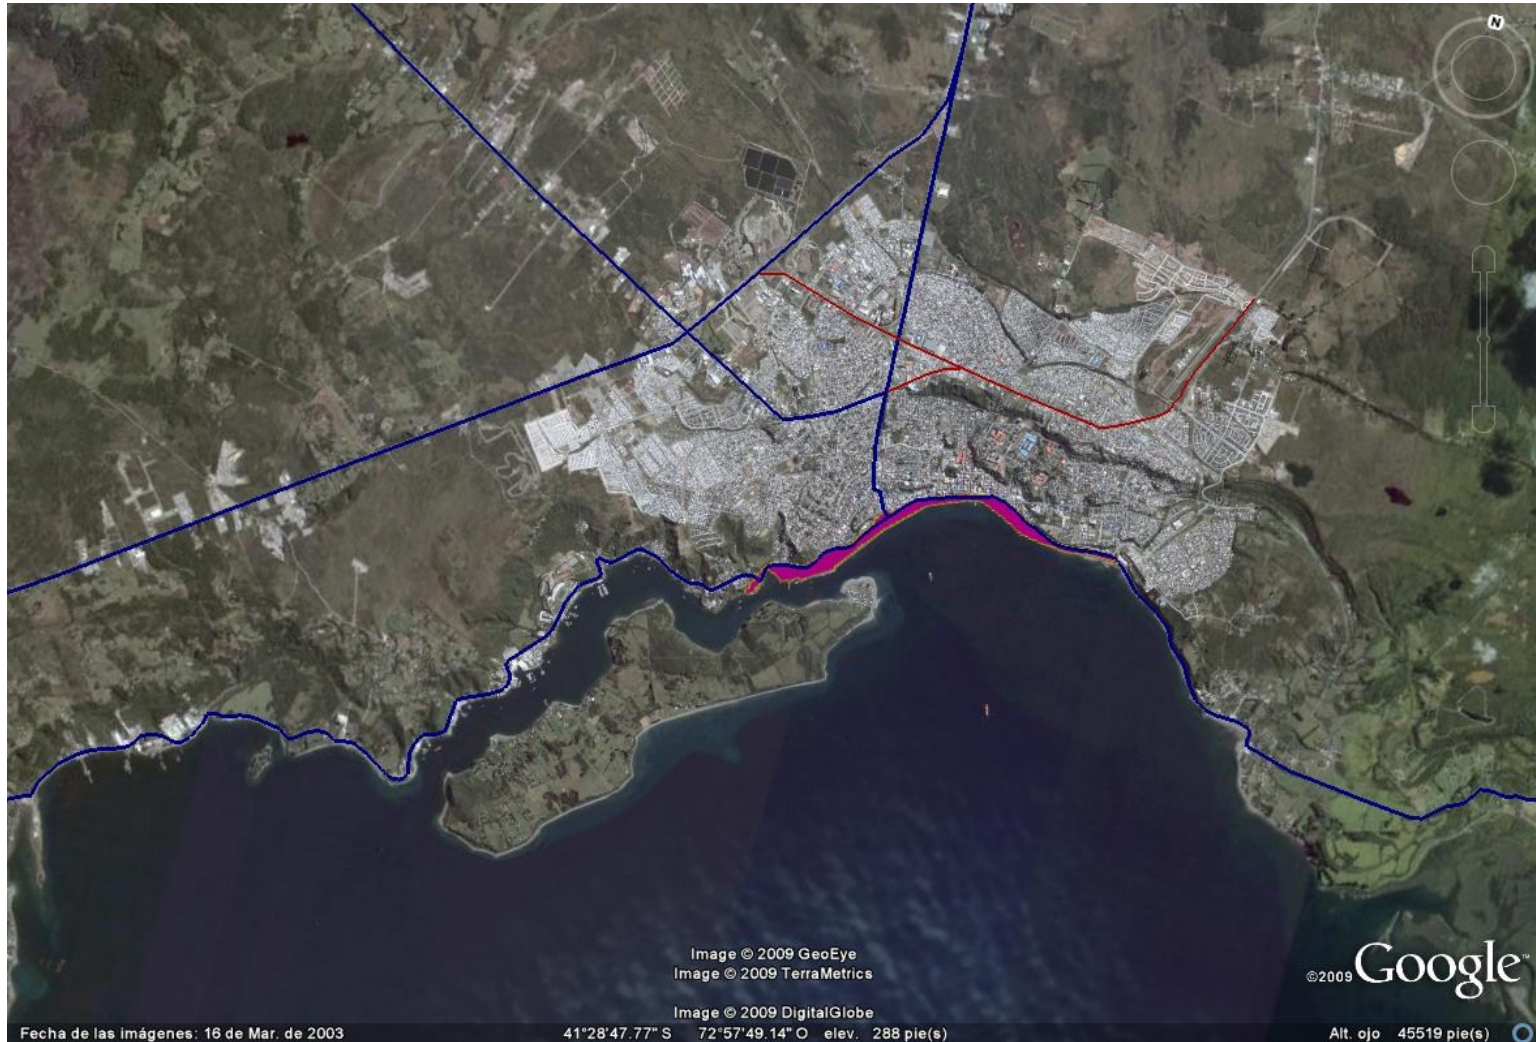 N
Image © 2009 GeoEye
Image © 2009 TerraMetrics
Image © 2009 DigitalGlobe
©2009 Google™
Fecha de las imágenes: 16 de Mar. de 2003 41°28'47.77" S 72°57'49.14" O elev. 288 pie(s) Alt. ojo 45519 pie(s)